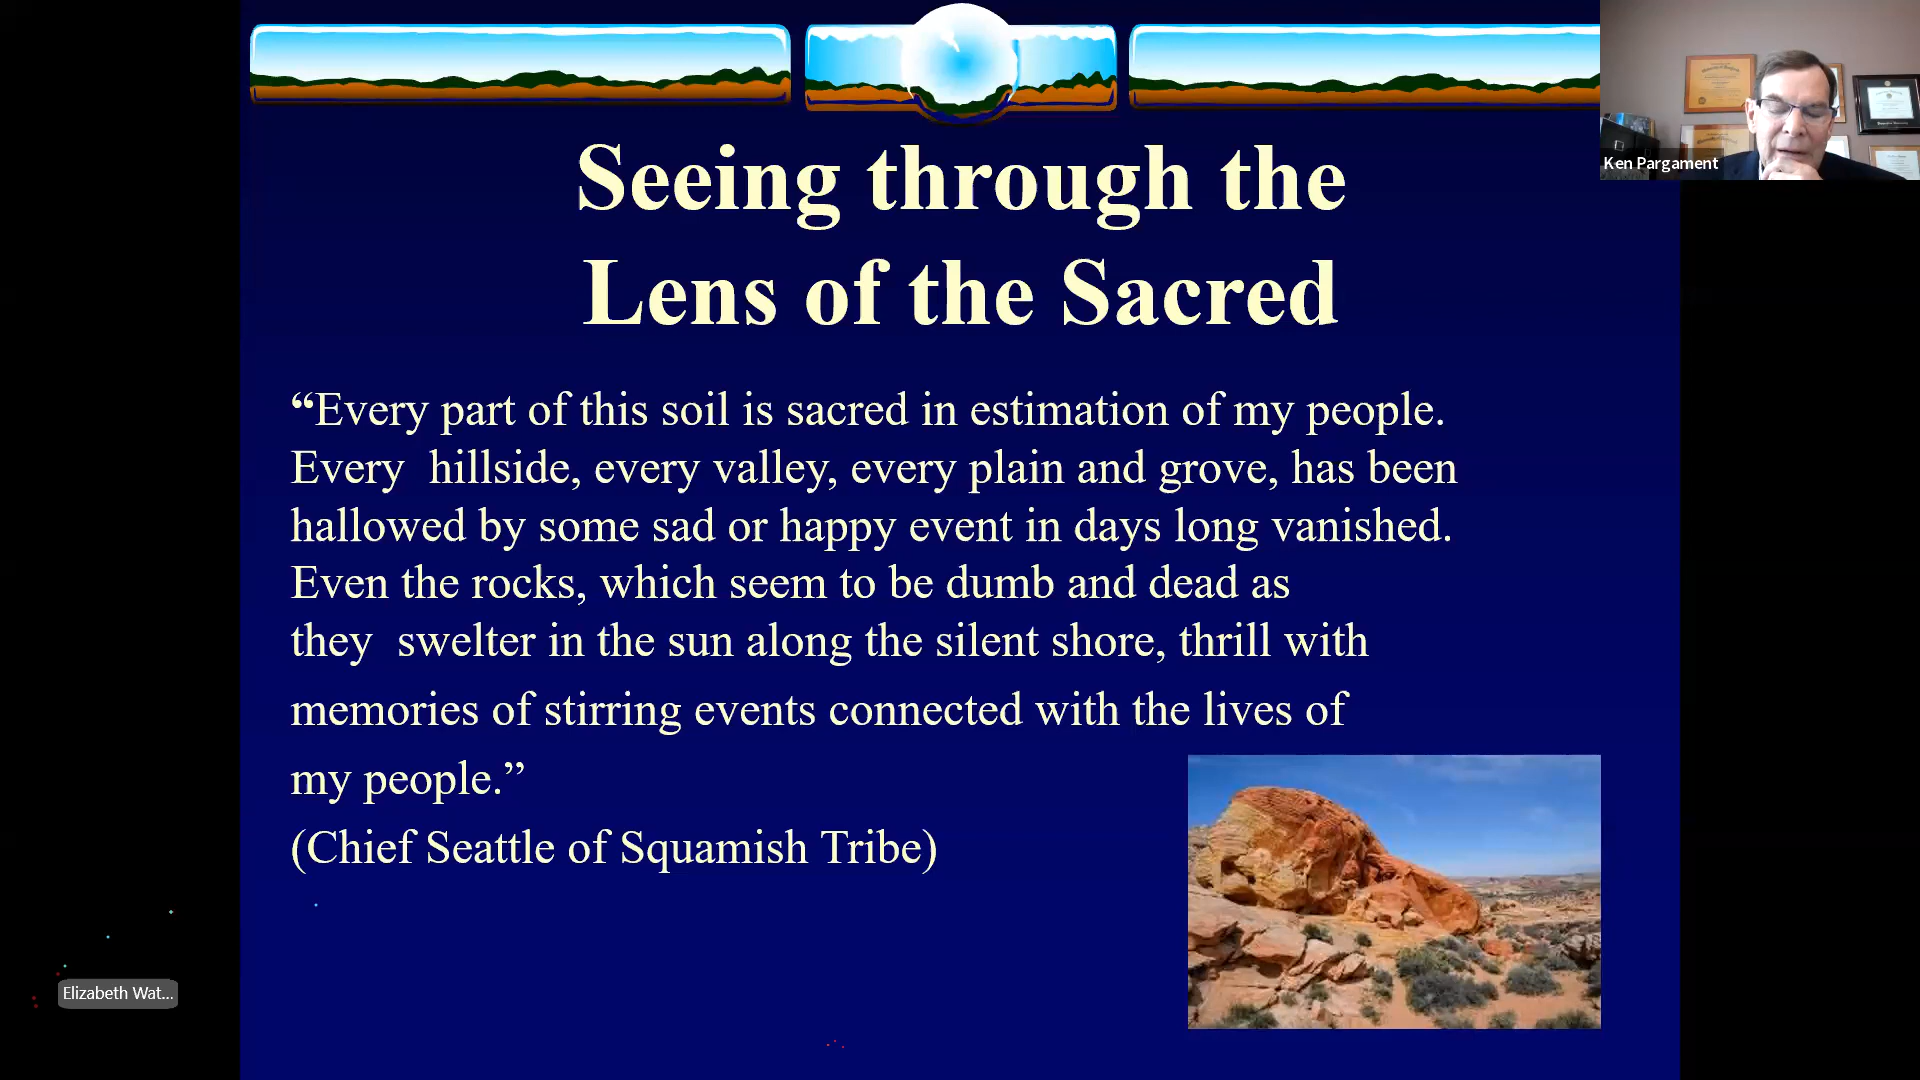 Seeing through the
Lens of the Sacred
“Every part of this soil is sacred in estimation of my people.
Every hillside, every valley, every plain and grove, has been
hallowed by some sad or happy event in days long vanished.
Even the rocks, which seem to be dumb and dead as
they swelter in the sun along the silent shore, thrill with
memories of stirring events connected with the lives of
my people.”
(Chief Seattle of Squamish Tribe)
Ken Pargament
Elizabeth Wat...